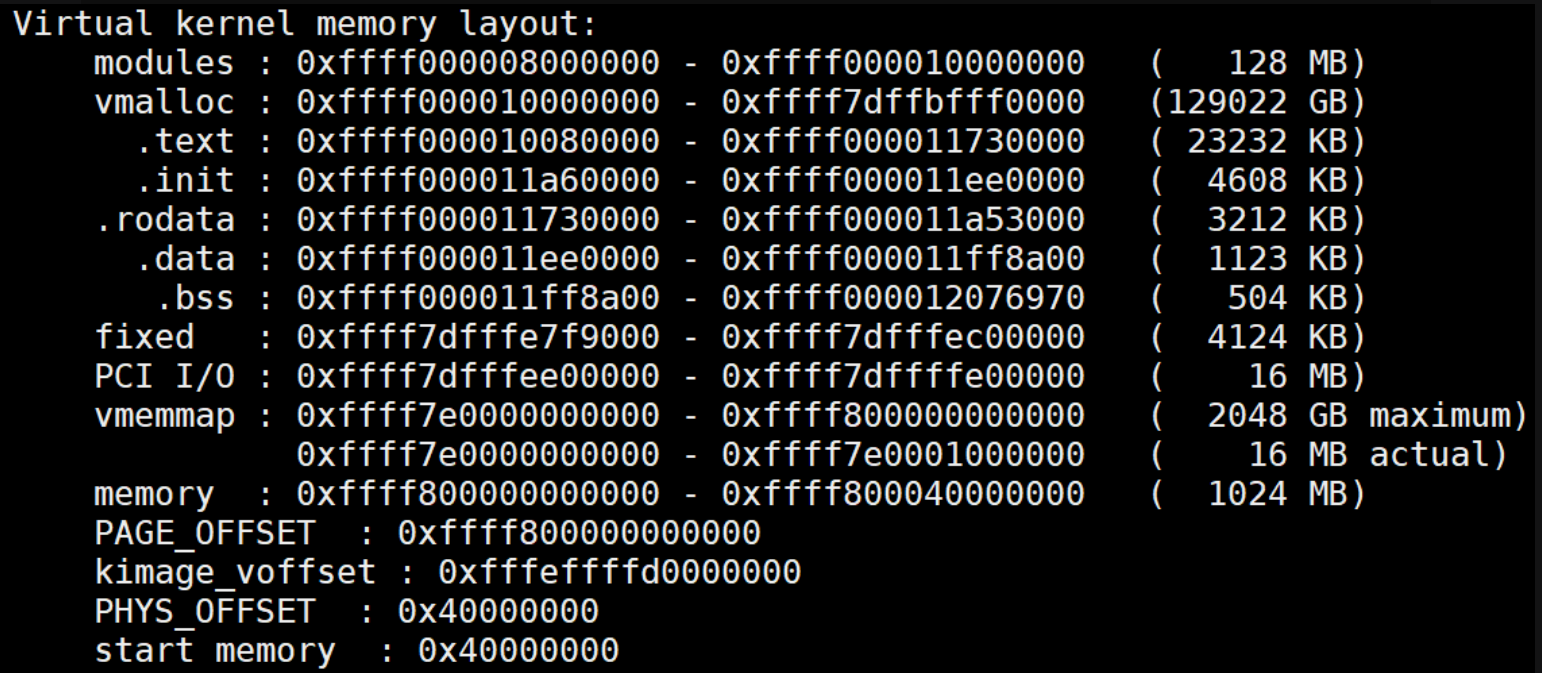 Virtual kernel memory layout:
modules : 0xffff000008000000 - 0xffff000010000000 ( 128 MB)
vmalloc : 0xffff000010000000 - 0xffff7dffbfff0000 (129022 GB)
.text : 0xffff000010080000 - 0xffff000011730000 ( 23232 KB)
.init : 0xffff000011a60000 - 0xffff000011ee0000 ( 4608 KB)
.rodata : 0xffff000011730000 - 0xffff000011a53000 ( 3212 KB)
.data : 0xffff000011ee0000 - 0xffff000011ff8a00 ( 1123 KB)
.bss : 0xffff000011ff8a00 - 0xffff000012076970 ( 504 KB)
fixed : 0xffff7dfffe7f9000 - 0xffff7dfffec00000 ( 4124 KB)
PCI I/O : 0xffff7dfffee00000 - 0xffff7dffffe00000 ( 16 MB)
vmemmap : 0xffff7e0000000000 - 0xffff800000000000 ( 2048 GB maximum)
0xffff7e0000000000 - 0xffff7e0001000000 ( 16 MB actual)
memory : 0xffff800000000000 - 0xffff800040000000 ( 1024 MB)
PAGE_OFFSET : 0xffff800000000000
kimage_voffset : 0xfffeffffd0000000
PHYS_OFFSET : 0x40000000
start memory : 0x40000000